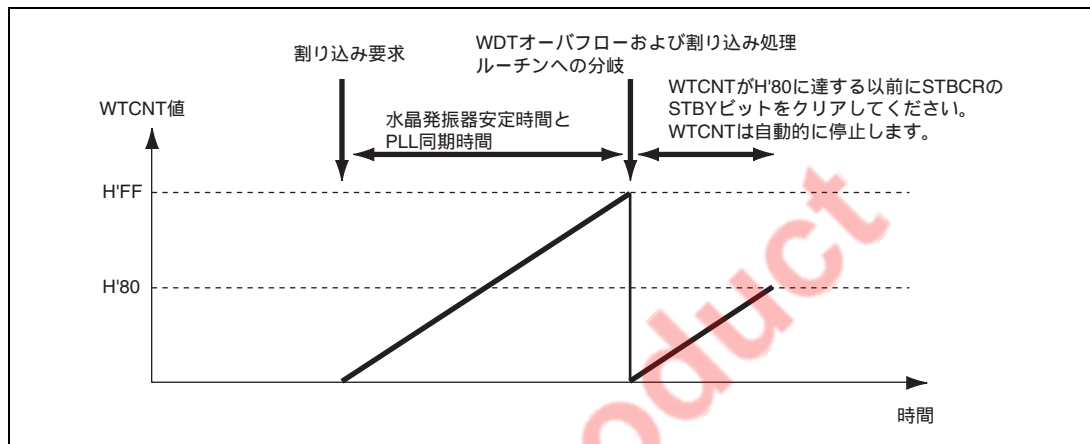 割り込み要求
WDTオーバフローおよび割り込み処理
ルーチンへの分岐
WTCNTがH'80に達する以前にSTBCRの
STBYビットをクリアしてください。
WTCNTは自動的に停止します。
WTCNT値
水晶発振器安定時間と
PLL同期時間
H'FF
H'80
時間
oduct